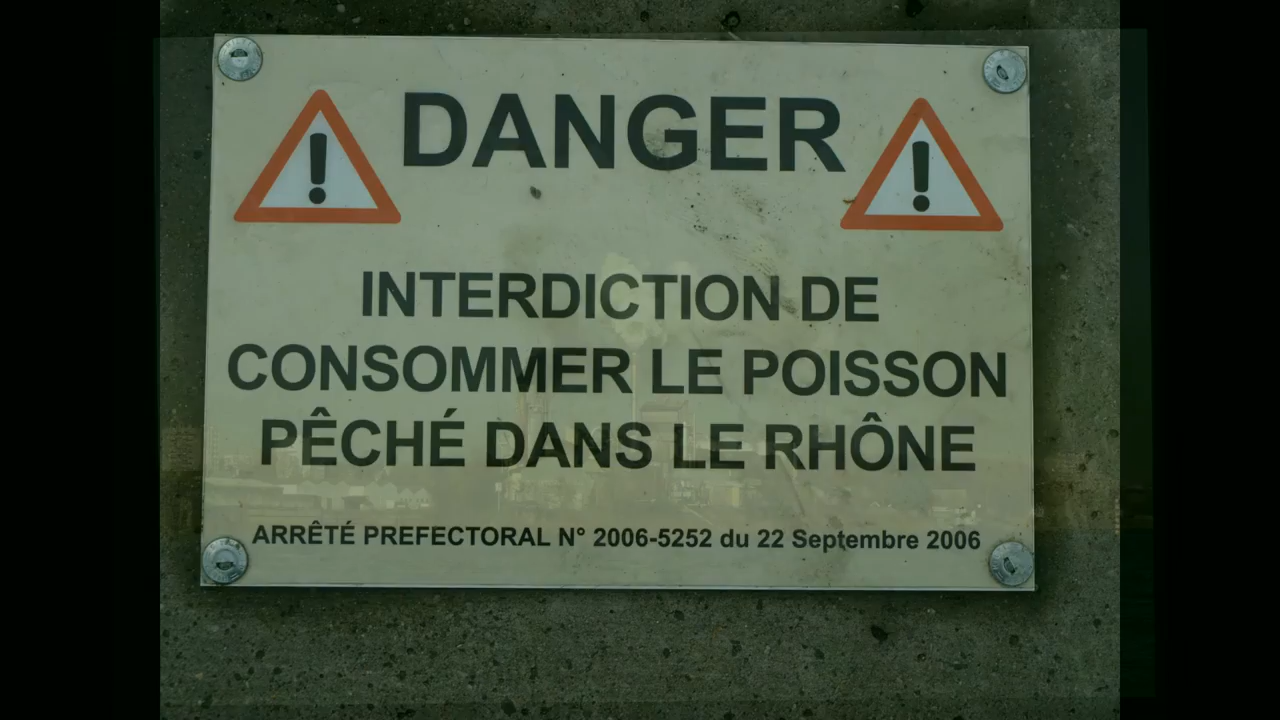 DANGER
INTERDICTION DE
CONSOMMER LE POISSON
PÊCHÉ DANS LE RHÔNE
ARRÊTÉ PREFECTORAL N° 2006-5252 du 22 Septembre 2006